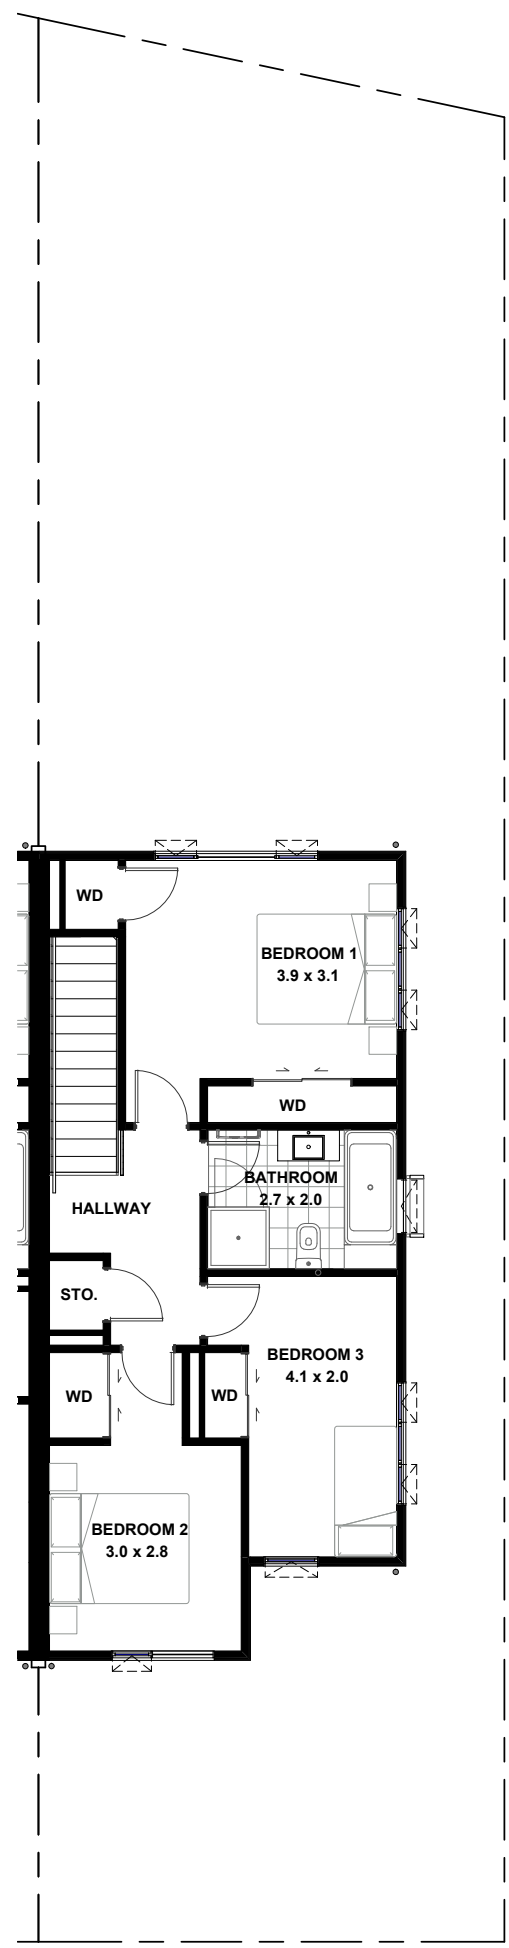 WD
BEDROOM 1
3.9 x 3.1
WD
BATHROOM
2.7 x 2.0
HALLWAY
STO.
BEDROOM 3
4.1 x 2.0
WD
WD
BEDROOM 2
3.0 x 2.8